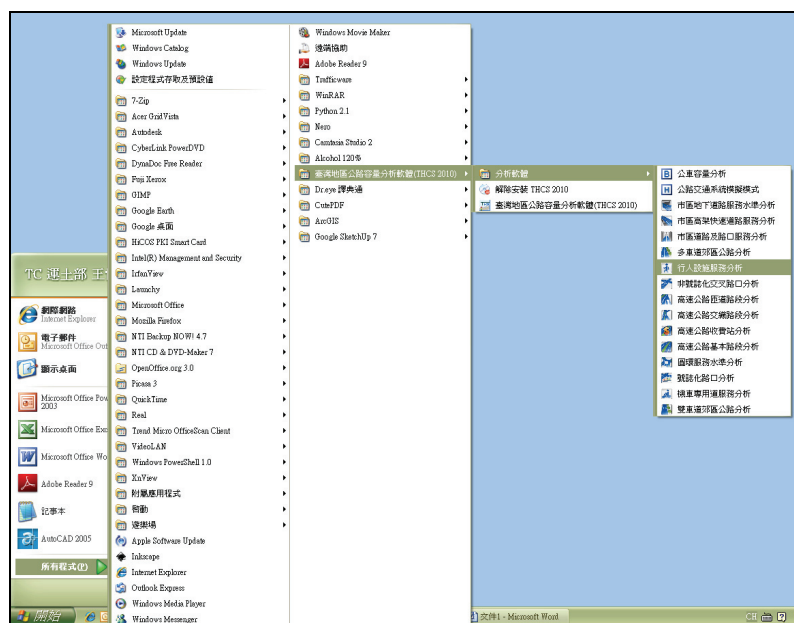 Microsoft Update
Windows Catalog
Windows Update
設定程式存取及預設值
7-Zip
Acer GridVista
Autodesk
CyberLink PowerDVD
DynaDoc Free Reader
Fuji Xerox
GIMP
Google Earth
Google 桌面
HiCOS PKI Smart Card
Intel(R) Management and Security
IrfanView
Launchy
Microsoft Office
Mozilla Firefox
NTI Backup NOW! 4.7
NTI CD & DVD-Maker 7
OpenOffice.org 3.0
Picasa 3
QuickTime
Real
Trend Micro OfficeScan Client
VideoLAN
Windows PowerShell 1.0
XnView
附屬應用程式
啟動
遊樂場
Apple Software Update
Inkscape
Internet Explorer
Outlook Express
Windows Media Player
Windows Messenger
Windows Movie Maker
遠端協助
Adobe Reader 9
Trafficware
WinRAR
Python 2.1
Nero
Camtasia Studio 2
Alcohol 120%
臺灣地區公路容量分析軟體(THCS 2010)
Dr.eye 譯典通
CutePDF
ArcGIS
Google SketchUp 7
分析軟體
解除安裝 THCS 2010
臺灣地區公路容量分析軟體(THCS 2010)
公車容量分析
公路交通系統模擬模式
市區地下道路服務水準分析
市區高架快速道路服務分析
市區道路及路口服務分析
多車道郊區公路分析
行人設施服務分析
非號誌化交叉路口分析
高速公路匝道路段分析
高速公路交織路段分析
高速公路收費站分析
高速公路基本路段分析
圓環服務水準分析
號誌化路口分析
機車專用道服務分析
雙車道郊區公路分析
TC 運土部 王
網際網路
Internet Explorer
電子郵件
Microsoft Office Out
顯示桌面
Microsoft Office Pow
2003
Microsoft Office Exc
Microsoft Office Wo
Adobe Reader 9
記事本
AutoCAD 2005
所有程式(P)
開始
文件1 - Microsoft Word
CH